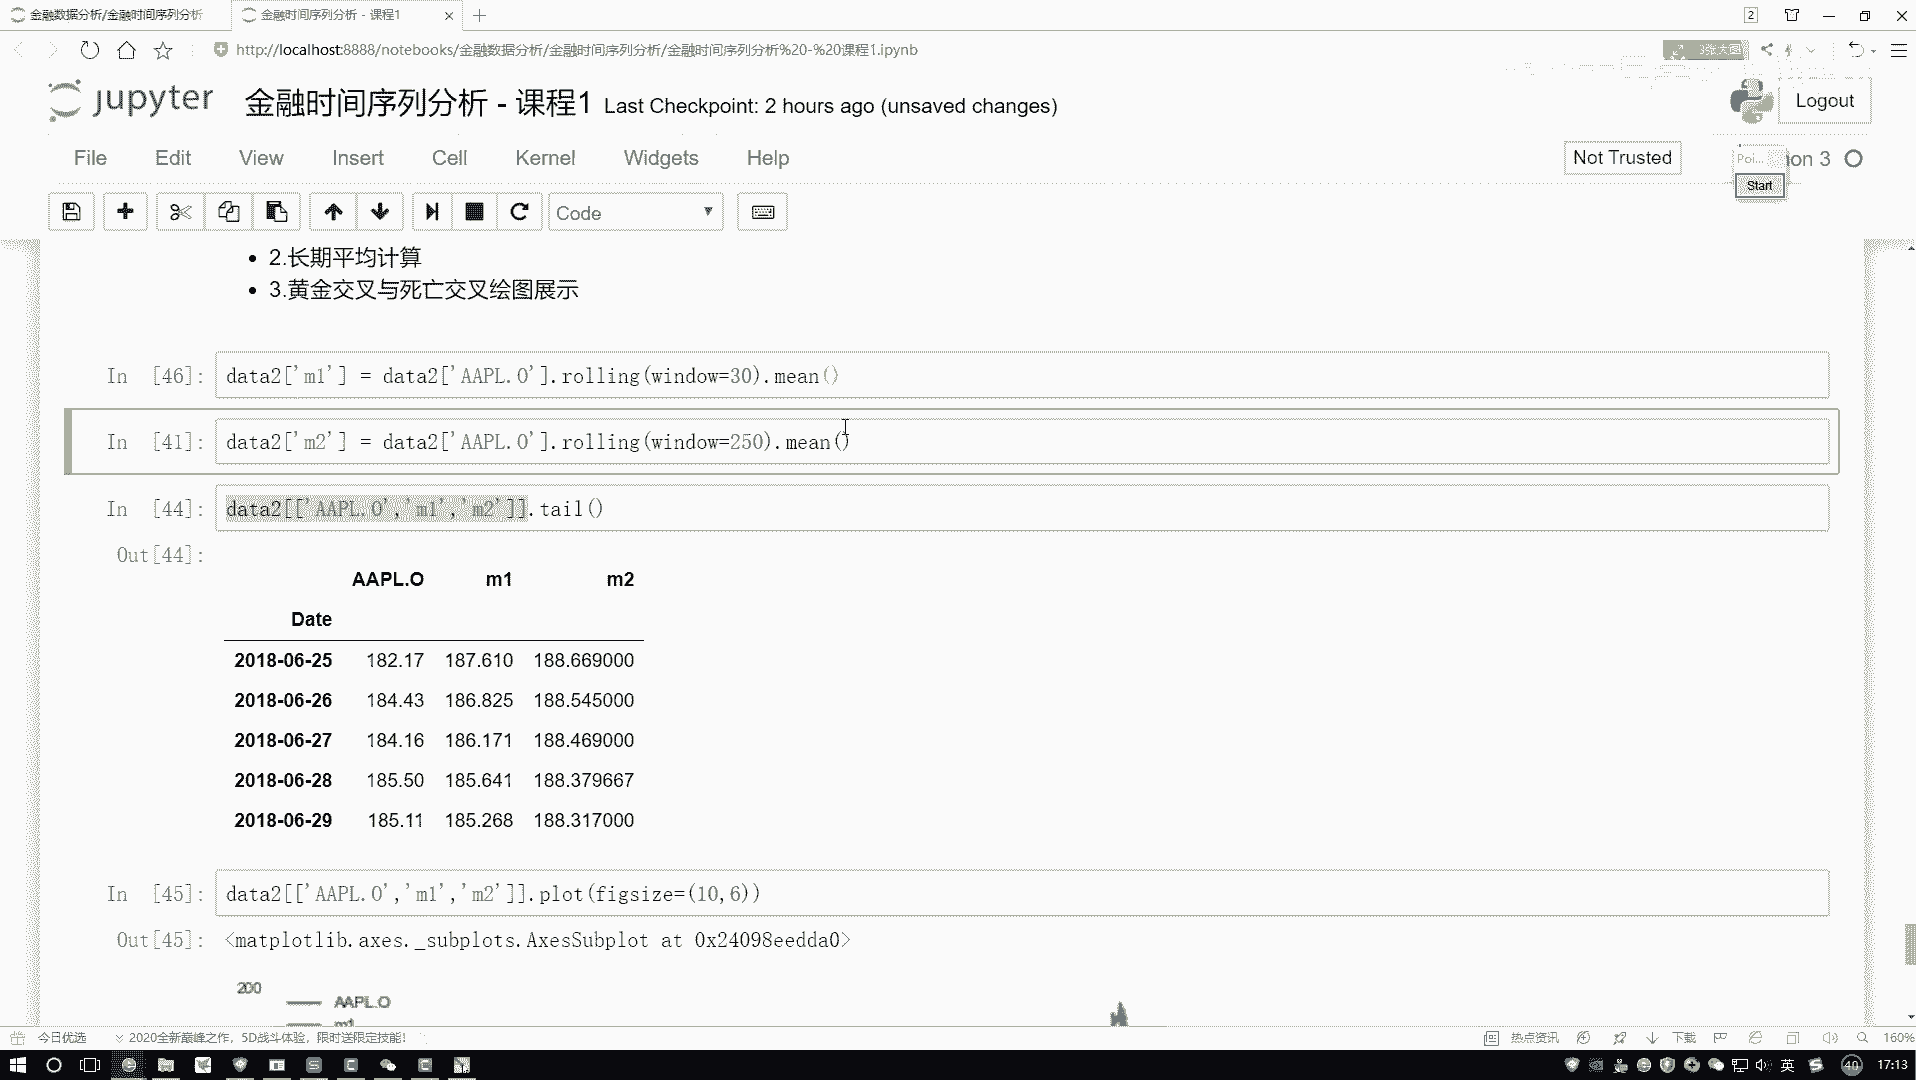 金融数据分析/金融时间序列分析
金融时间序列分析 - 课程1
2
http://localhost:8888/notebooks/金融数据分析/金融时间序列分析/金融时间序列分析%20-%20课程1.ipynb
3张大图
jupyter
金融时间序列分析 - 课程1 Last Checkpoint: 2 hours ago (unsaved changes)
Logout
File Edit View Insert Cell Kernel Widgets Help
Not Trusted
Poi...
on 3
Start
Code
2.长期平均计算
3.黄金交叉与死亡交叉绘图展示
In [46]: data2['m1'] = data2['AAPL.O'].rolling(window=30).mean()
In [41]: data2['m2'] = data2['AAPL.O'].rolling(window=250).mean()
In [44]: data2[['AAPL.O','m1','m2']].tail()
Out[44]:
AAPL.O m1 m2
Date
2018-06-25 182.17 187.610 188.669000
2018-06-26 184.43 186.825 188.545000
2018-06-27 184.16 186.171 188.469000
2018-06-28 185.50 185.641 188.379667
2018-06-29 185.11 185.268 188.317000
In [45]: data2[['AAPL.O','m1','m2']].plot(figsize=(10,6))
Out[45]: <matplotlib.axes._subplots.AxesSubplot at 0x24098eedda0>
200
AAPL.O
m1
今日优选
2020全新巅峰之作，5D战斗体验，限时送限定技能!
热点资讯
下载
160%
英
40
17:13